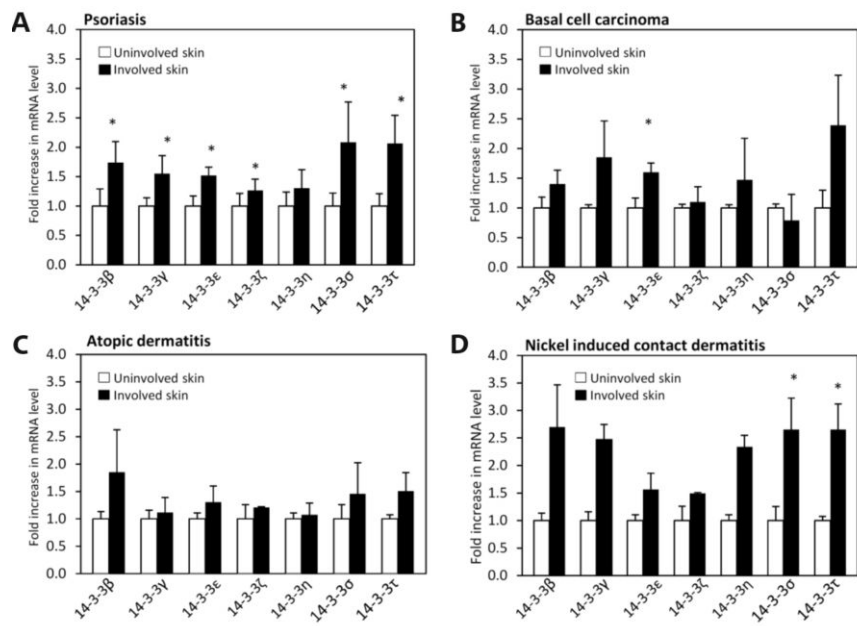 A Psoriasis
Fold increase in mRNA level
4.0
3.5
3.0
2.5
2.0
1.5
1.0
0.5
0.0
Uninvolved skin
Involved skin
* * * * * *
14-3-3β 14-3-3γ 14-3-3ε 14-3-3ζ 14-3-3η 14-3-3σ 14-3-3τ
B Basal cell carcinoma
Fold increase in mRNA level
4.0
3.5
3.0
2.5
2.0
1.5
1.0
0.5
0.0
Uninvolved skin
Involved skin
*
14-3-3β 14-3-3γ 14-3-3ε 14-3-3ζ 14-3-3η 14-3-3σ 14-3-3τ
C Atopic dermatitis
Fold increase in mRNA level
4.0
3.5
3.0
2.5
2.0
1.5
1.0
0.5
0.0
Uninvolved skin
Involved skin
14-3-3β 14-3-3γ 14-3-3ε 14-3-3ζ 14-3-3η 14-3-3σ 14-3-3τ
D Nickel induced contact dermatitis
Fold increase in mRNA level
4.0
3.5
3.0
2.5
2.0
1.5
1.0
0.5
0.0
Uninvolved skin
Involved skin
* *
14-3-3β 14-3-3γ 14-3-3ε 14-3-3ζ 14-3-3η 14-3-3σ 14-3-3τ